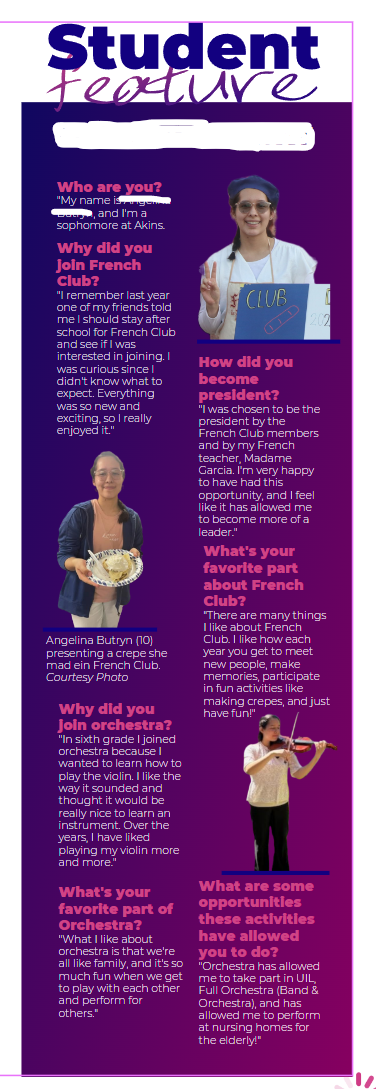 Student
feature
Who are you?
"My name is Angelina
Butryn, and I'm a
sophomore at Akins.
Why did you
join French
Club?
"I remember last year
one of my friends told
me I should stay after
school for French Club
and see if I was
interested in joining. I
was curious since I
didn't know what to
expect. Everything
was so new and
exciting, so I really
enjoyed it."
Angelina Butryn (10)
presenting a crepe she
mad ein French Club.
Courtesy Photo
Why did you
join orchestra?
"In sixth grade I joined
orchestra because I
wanted to learn how to
play the violin. I like the
way it sounded and
thought it would be
really nice to learn an
instrument. Over the
years, I have liked
playing my violin more
and more."
What's your
favorite part of
Orchestra?
"What I like about
orchestra is that we're
all like family, and it's so
much fun when we get
to play with each other
and perform for
others."
CLUB
202
How did you
become
president?
"I was chosen to be the
president by the
French Club members
and by my French
teacher, Madame
Garcia. I'm very happy
to have had this
opportunity, and I feel
like it has allowed me
to become more of a
leader."
What's your
favorite part
about French
Club?
"There are many things
I like about French
Club. I like how each
year you get to meet
new people, make
memories, participate
in fun activities like
making crepes, and just
have fun!"
What are some
opportunities
these activities
have allowed
you to do?
"Orchestra has allowed
me to take part in UIL,
Full Orchestra (Band &
Orchestra), and has
allowed me to perform
at nursing homes for
the elderly!"